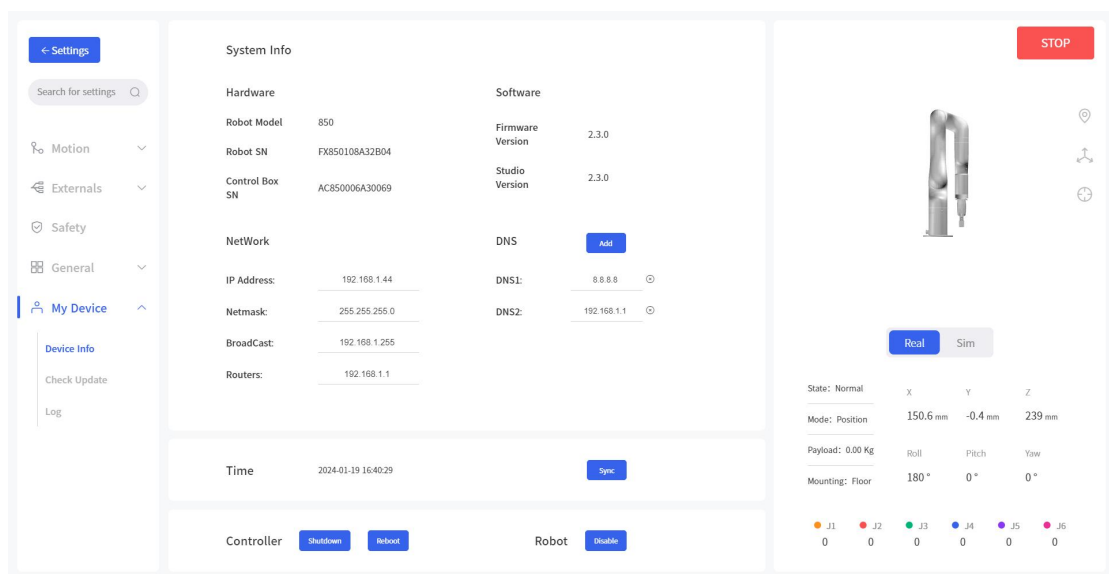 ← Settings
Search for settings
Motion
Externals
Safety
General
My Device
Device Info
Check Update
Log
System Info
Hardware
Robot Model 850
Robot SN FX850108A32B04
Control Box
SN
AC850006A30069
Software
Firmware
Version
2.3.0
Studio
Version
2.3.0
NetWork
IP Address: 192.168.1.44
Netmask: 255.255.255.0
BroadCast: 192.168.1.255
Routers: 192.168.1.1
DNS Add
DNS1: 8.8.8.8
DNS2: 192.168.1.1
Time 2024-01-19 16:40:29 Sync
Controller Shutdown Reboot Robot Disable
STOP
Real Sim
State: Normal
Mode: Position
Payload: 0.00 Kg
Mounting: Floor
X Y Z
150.6 mm -0.4 mm 239 mm
Roll Pitch Yaw
180 ° 0 ° 0 °
J1 J2 J3 J4 J5 J6
0 0 0 0 0 0